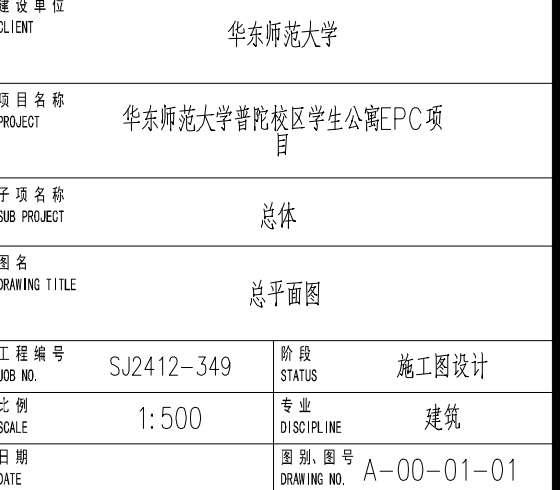 建设单位
CLIENT
华东师范大学
项目名称
PROJECT
华东师范大学普陀校区学生公寓EPC项
目
子项名称
SUB PROJECT
总体
图名
DRAWING TITLE
总平面图
工程编号
JOB NO.
SJ2412-349
阶段
STATUS
施工图设计
比例
SCALE
1:500
专业
DISCIPLINE
建筑
日期
DATE
图别、图号
DRAWING NO.
A-00-01-01